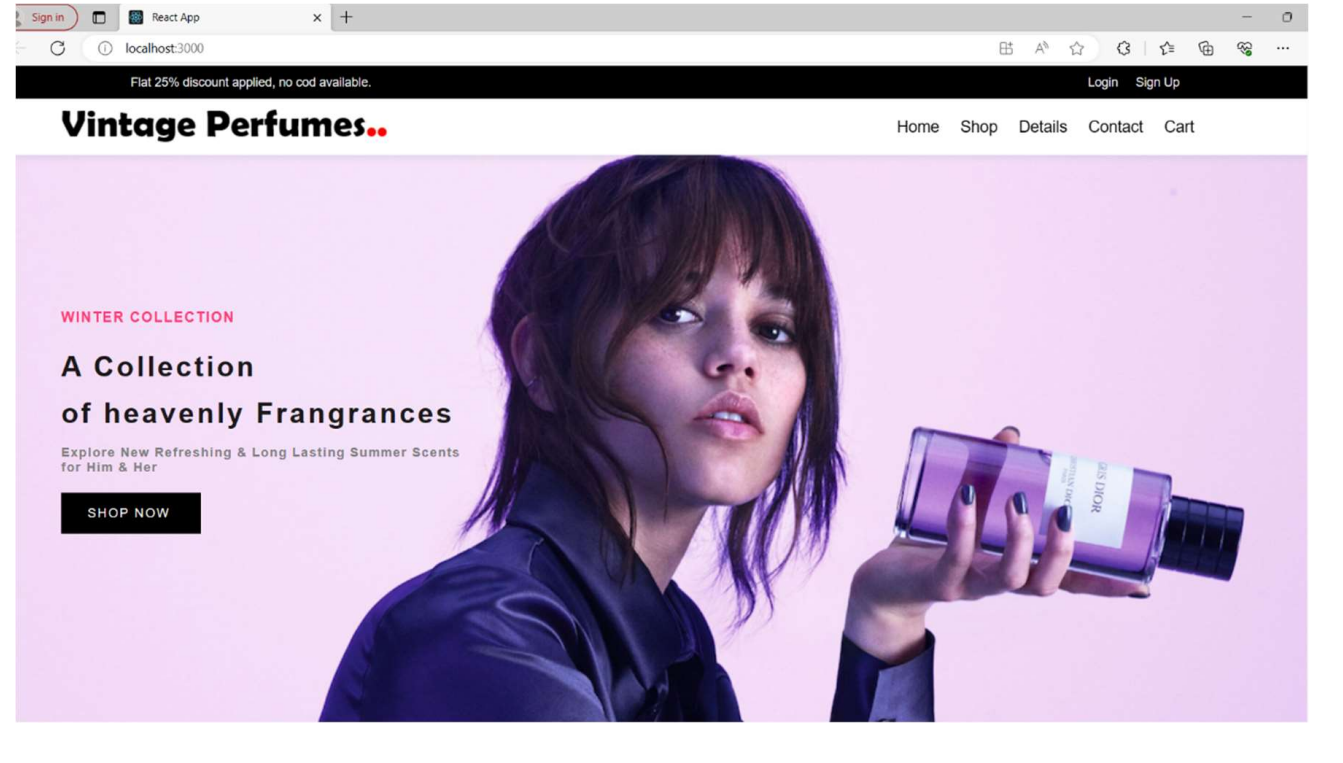 Sign in
React App
localhost:3000
Flat 25% discount applied, no cod available.
Login Sign Up
Vintage Perfumes..
Home Shop Details Contact Cart
WINTER COLLECTION
A Collection
of heavenly Frangrances
Explore New Refreshing & Long Lasting Summer Scents
for Him & Her
SHOP NOW
GRIS DIOR